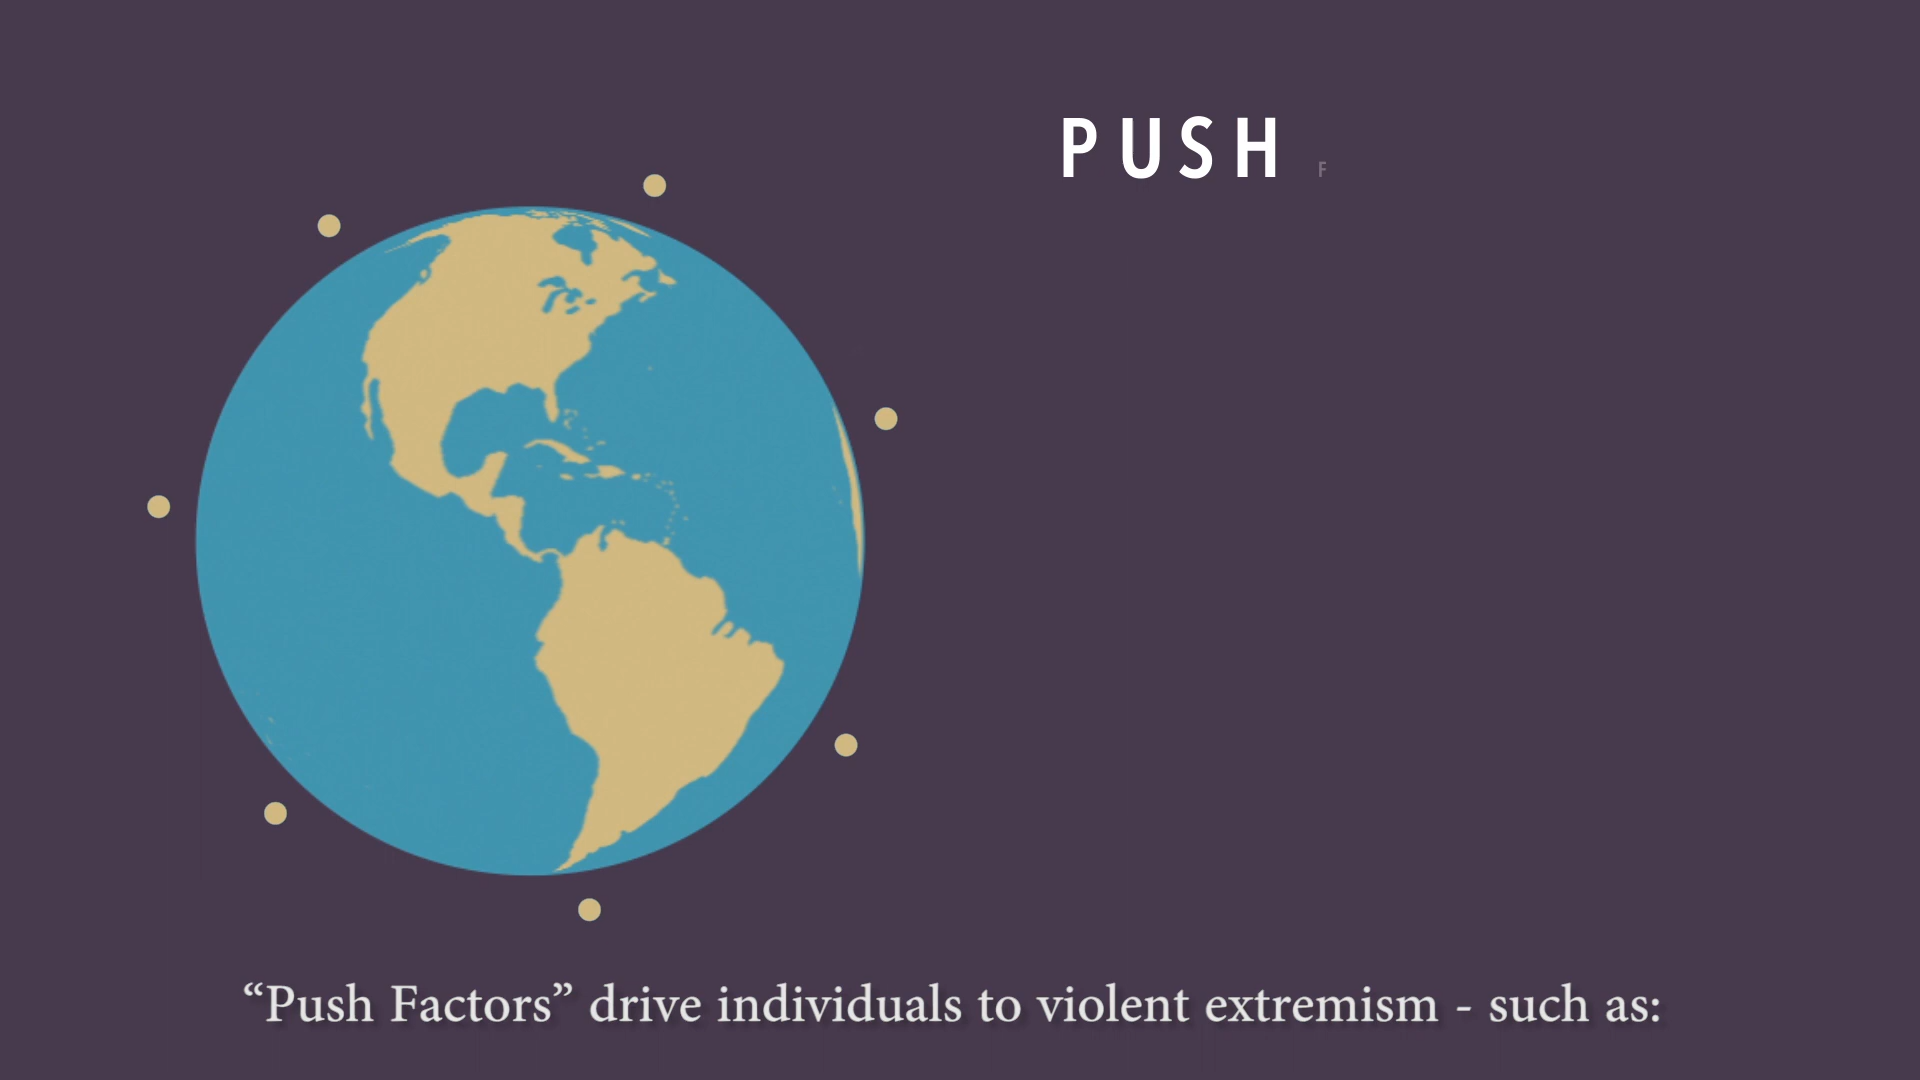 PUSH F
“Push Factors” drive individuals to violent extremism - such as: